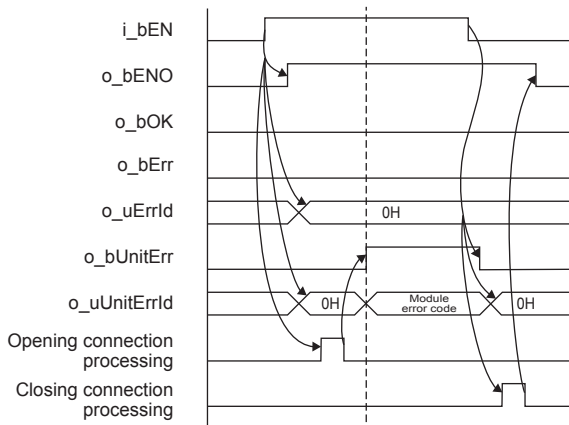 i_bEN
o_bENO
o_bOK
o_bErr
o_uErrId
0H
o_bUnitErr
o_uUnitErrId
0H
Module
error code
0H
Opening connection
processing
Closing connection
processing